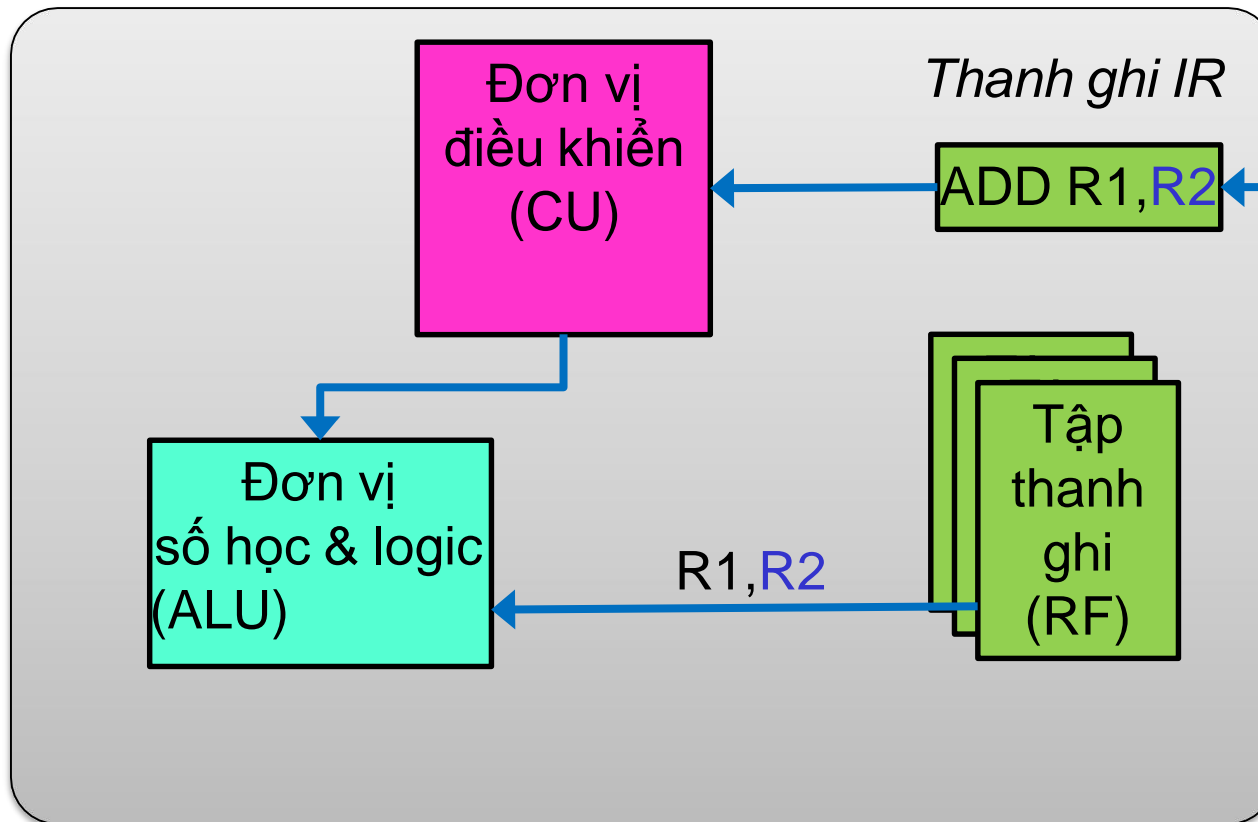 Đơn vị
điều khiển
(CU)
Thanh ghi IR
ADD R1,R2
Đơn vị
số học & logic
(ALU)
R1,R2
Tập
thanh
ghi
(RF)